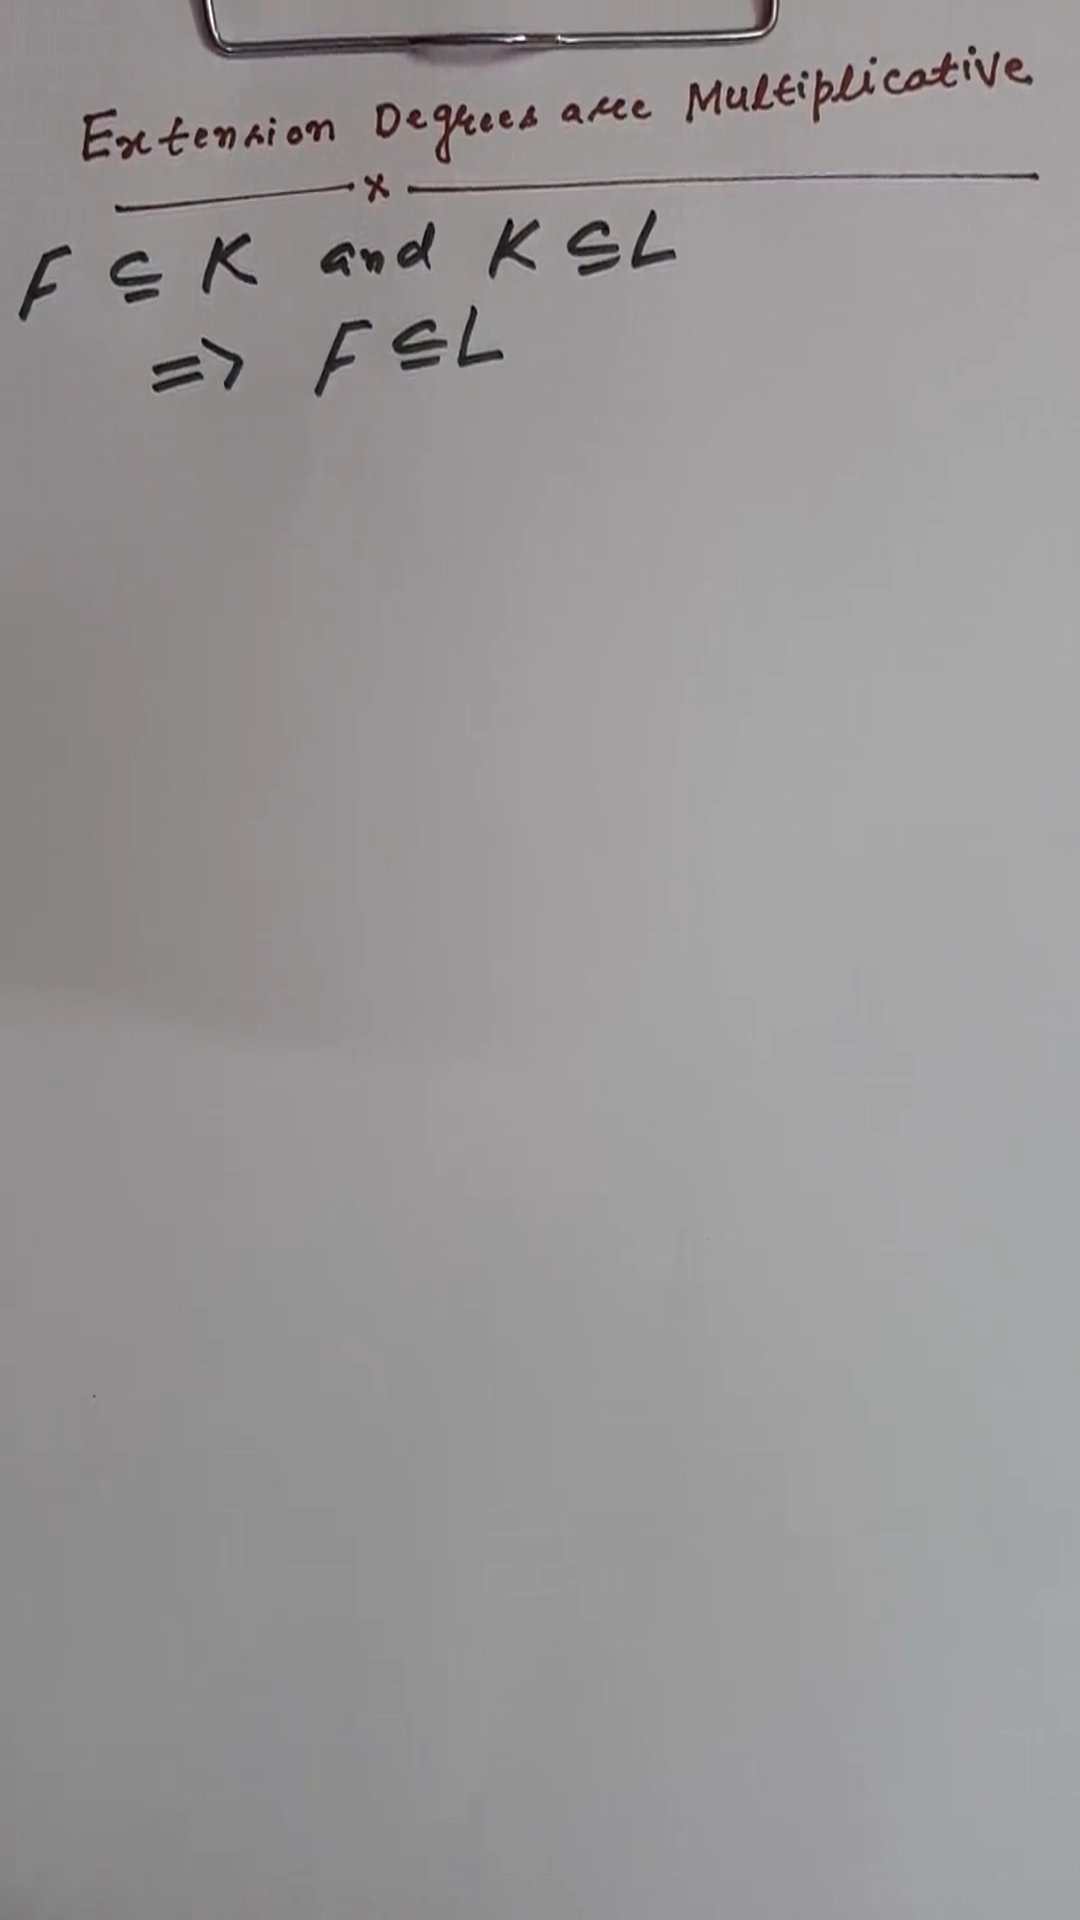 Extension Degrees are Multiplicative
x
F ⊆ K and K ⊆ L
=> F ⊆ L